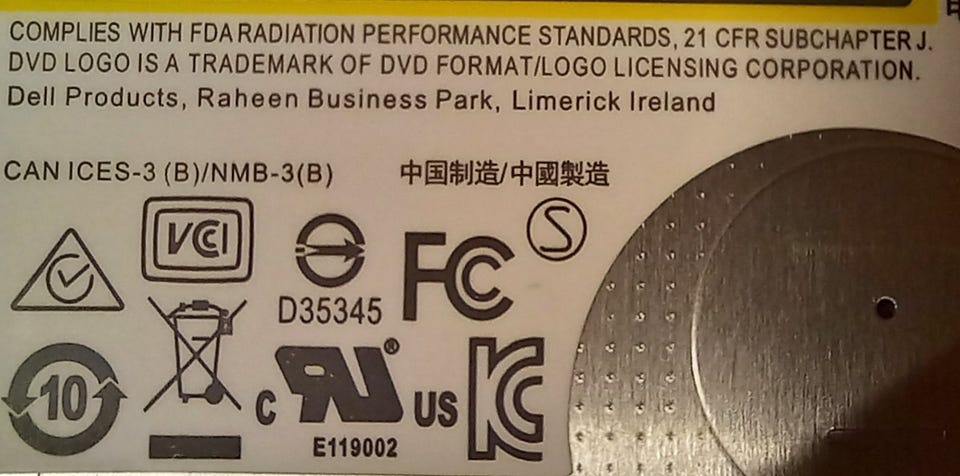 COMPLIES WITH FDA RADIATION PERFORMANCE STANDARDS, 21 CFR SUBCHAPTER J.
DVD LOGO IS A TRADEMARK OF DVD FORMAT/LOGO LICENSING CORPORATION.
Dell Products, Raheen Business Park, Limerick Ireland
CAN ICES-3 (B)/NMB-3(B) 中国制造/中國製造
VCI FC S
D35345
10 C RU® US KC
E119002